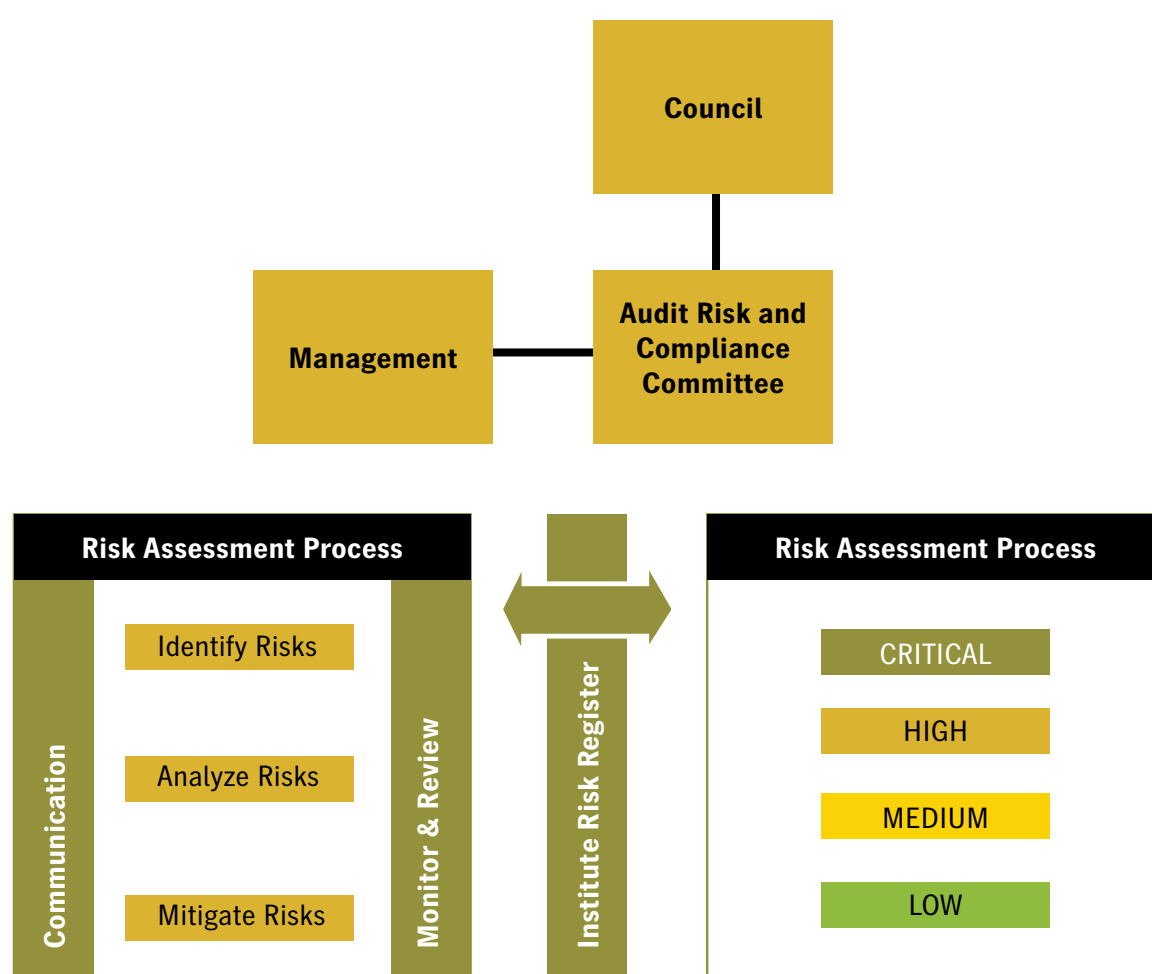 Council
Management
Audit Risk and
Compliance
Committee
Risk Assessment Process
Communication
Identify Risks
Analyze Risks
Mitigate Risks
Monitor & Review
Institute Risk Register
Risk Assessment Process
CRITICAL
HIGH
MEDIUM
LOW